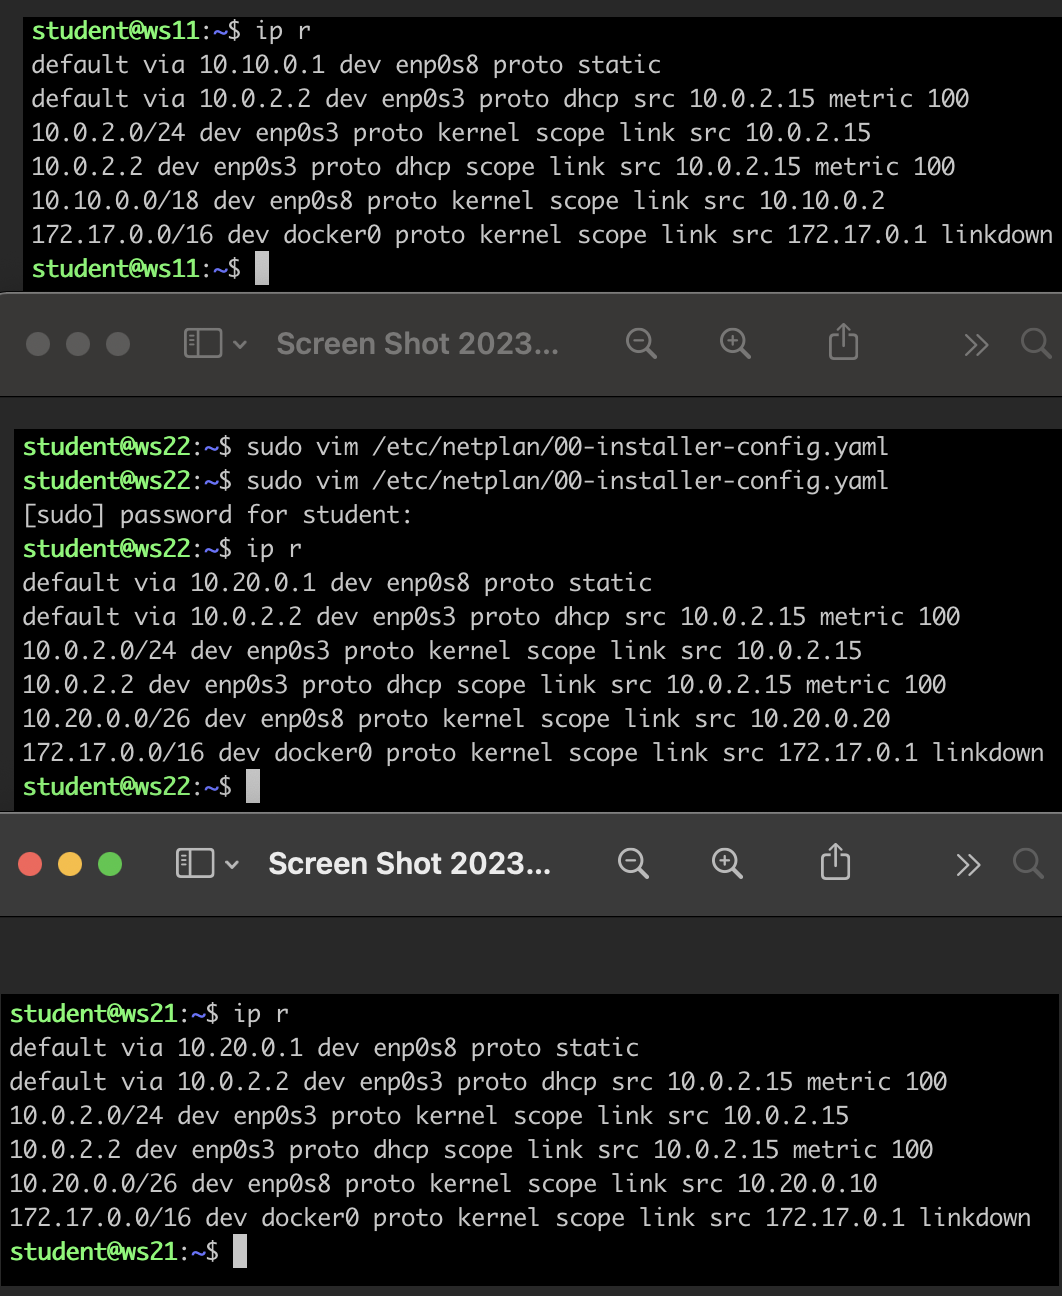 student@ws11:~$ ip r
default via 10.10.0.1 dev enp0s8 proto static
default via 10.0.2.2 dev enp0s3 proto dhcp src 10.0.2.15 metric 100
10.0.2.0/24 dev enp0s3 proto kernel scope link src 10.0.2.15
10.0.2.2 dev enp0s3 proto dhcp scope link src 10.0.2.15 metric 100
10.10.0.0/18 dev enp0s8 proto kernel scope link src 10.10.0.2
172.17.0.0/16 dev docker0 proto kernel scope link src 172.17.0.1 linkdown
student@ws11:~$
Screen Shot 2023...
student@ws22:~$ sudo vim /etc/netplan/00-installer-config.yaml
student@ws22:~$ sudo vim /etc/netplan/00-installer-config.yaml
[sudo] password for student:
student@ws22:~$ ip r
default via 10.20.0.1 dev enp0s8 proto static
default via 10.0.2.2 dev enp0s3 proto dhcp src 10.0.2.15 metric 100
10.0.2.0/24 dev enp0s3 proto kernel scope link src 10.0.2.15
10.0.2.2 dev enp0s3 proto dhcp scope link src 10.0.2.15 metric 100
10.20.0.0/26 dev enp0s8 proto kernel scope link src 10.20.0.20
172.17.0.0/16 dev docker0 proto kernel scope link src 172.17.0.1 linkdown
student@ws22:~$
Screen Shot 2023...
student@ws21:~$ ip r
default via 10.20.0.1 dev enp0s8 proto static
default via 10.0.2.2 dev enp0s3 proto dhcp src 10.0.2.15 metric 100
10.0.2.0/24 dev enp0s3 proto kernel scope link src 10.0.2.15
10.0.2.2 dev enp0s3 proto dhcp scope link src 10.0.2.15 metric 100
10.20.0.0/26 dev enp0s8 proto kernel scope link src 10.20.0.10
172.17.0.0/16 dev docker0 proto kernel scope link src 172.17.0.1 linkdown
student@ws21:~$